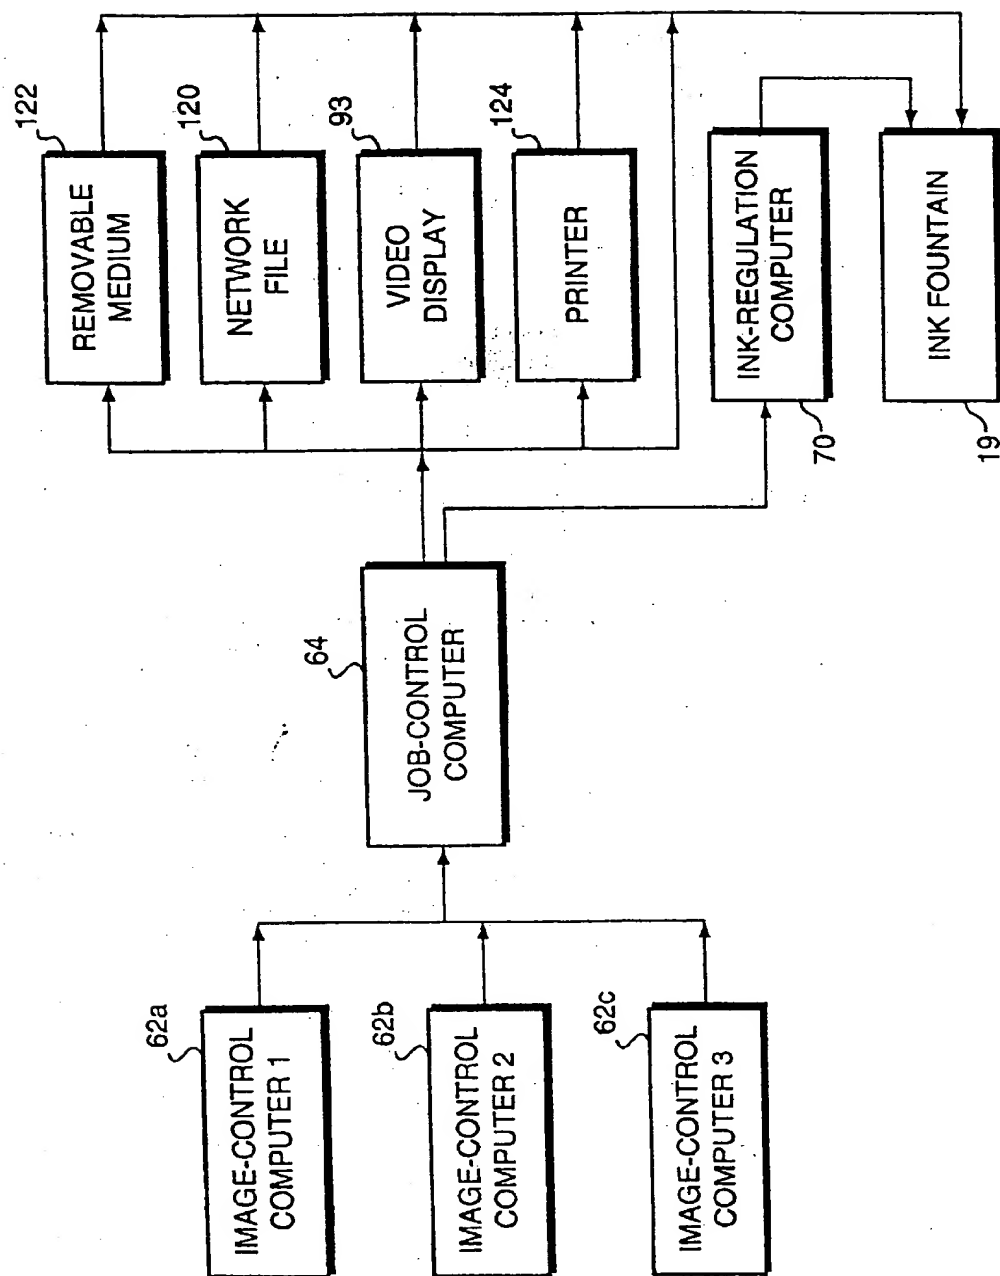 62a
IMAGE-CONTROL
COMPUTER 1
62b
IMAGE-CONTROL
COMPUTER 2
62c
IMAGE-CONTROL
COMPUTER 3
64
JOB-CONTROL
COMPUTER
122
REMOVABLE
MEDIUM
120
NETWORK
FILE
93
VIDEO
DISPLAY
124
PRINTER
INK-REGULATION
COMPUTER
70
INK FOUNTAIN
19